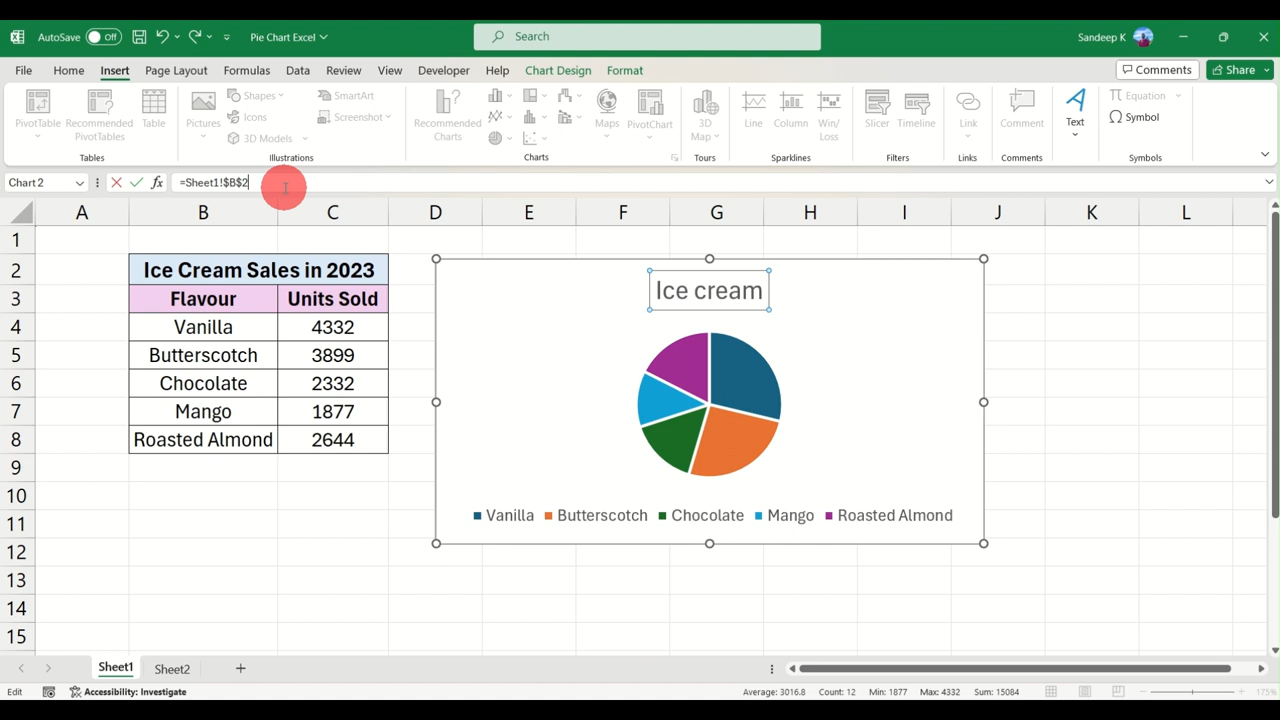 AutoSave Off Pie Chart Excel Search Sandeep K
File Home Insert Page Layout Formulas Data Review View Developer Help Chart Design Format Comments Share
PivotTable Recommended PivotTables Table
Tables
Pictures Shapes Icons 3D Models SmartArt Screenshot
Illustrations
Recommended Charts Maps PivotChart
Charts
3D Map
Tours
Line Column Win/Loss
Sparklines
Slicer Timeline
Filters
Link
Links
Comment
Comments
Text
Equation
Symbol
Symbols
Chart 2 fx =Sheet1!$B$2
A B C D E F G H I J K L
1
2 Ice Cream Sales in 2023
3 Flavour Units Sold
4 Vanilla 4332
5 Butterscotch 3899
6 Chocolate 2332
7 Mango 1877
8 Roasted Almond 2644
9
10
11
12
13
14
15
Ice cream
Vanilla Butterscotch Chocolate Mango Roasted Almond
Sheet1 Sheet2
Edit Accessibility: Investigate Average: 3016.8 Count: 12 Min: 1877 Max: 4332 Sum: 15084 175%